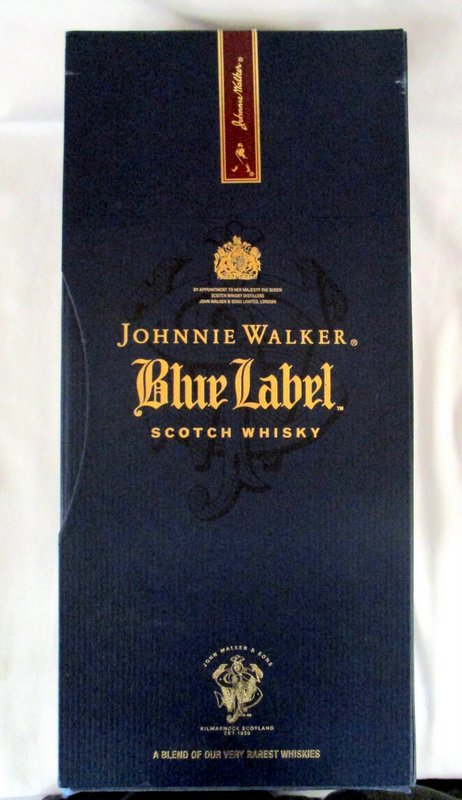 Johnnie Walker®
BY APPOINTMENT TO HER MAJESTY THE QUEEN
SCOTCH WHISKY DISTILLERS
JOHN WALKER & SONS LIMITED, LONDON
JOHNNIE WALKER®
Blue Label™
SCOTCH WHISKY
JOHN WALKER & SONS
KILMARNOCK SCOTLAND
EST 1820
A BLEND OF OUR VERY RAREST WHISKIES